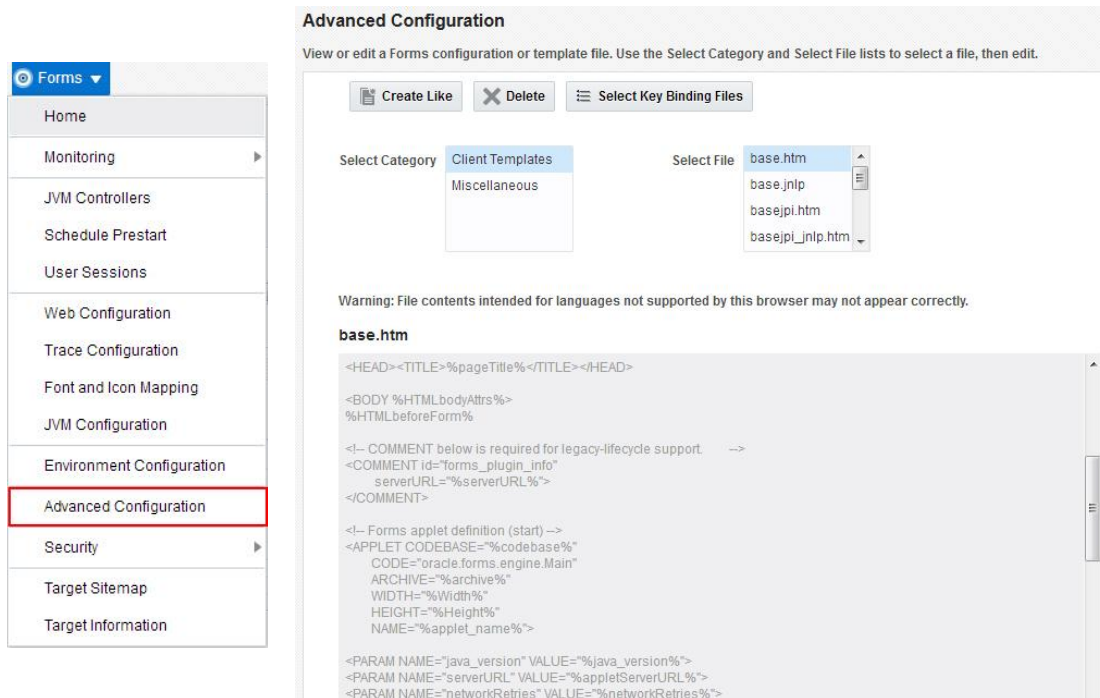 Forms
Home
Monitoring
JVM Controllers
Schedule Prestart
User Sessions
Web Configuration
Trace Configuration
Font and Icon Mapping
JVM Configuration
Environment Configuration
Advanced Configuration
Security
Target Sitemap
Target Information
Advanced Configuration
View or edit a Forms configuration or template file. Use the Select Category and Select File lists to select a file, then edit.
Create Like Delete Select Key Binding Files
Select Category Client Templates Select File base.htm
Miscellaneous base.jnlp
basejpi.htm
basejpi_jnlp.htm
Warning: File contents intended for languages not supported by this browser may not appear correctly.
base.htm
<HEAD><TITLE>%pageTitle%</TITLE></HEAD>
<BODY %HTMLbodyAttrs%>
%HTMLbeforeForm%
<!-- COMMENT below is required for legacy-lifecycle support. -->
<COMMENT id="forms_plugin_info"
serverURL="%serverURL%">
</COMMENT>
<!-- Forms applet definition (start) -->
<APPLET CODEBASE="%codebase%"
CODE="oracle.forms.engine.Main"
ARCHIVE="%archive%"
WIDTH="%Width%"
HEIGHT="%Height%"
NAME="%applet_name%">
<PARAM NAME="java_version" VALUE="%java_version%">
<PARAM NAME="serverURL" VALUE="%appletServerURL%">
<PARAM NAME="networkRetries" VALUE="%networkRetries%">